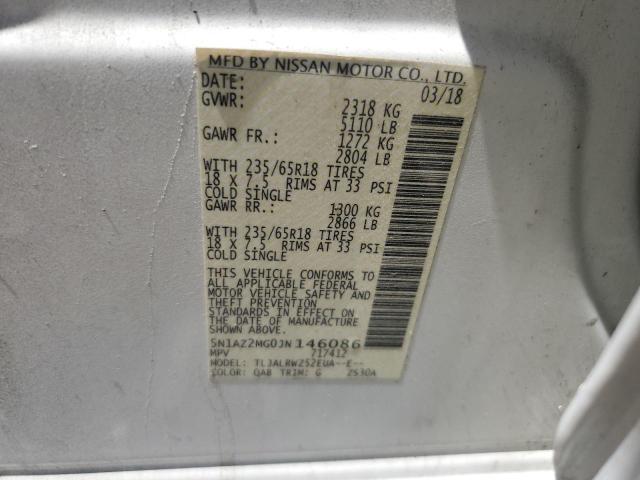 MFD BY NISSAN MOTOR CO., LTD.
DATE: 03/18
GVWR: 2318 KG
5110 LB
GAWR FR.: 1272 KG
2804 LB
WITH 235/65R18 TIRES
18 X 7.5 RIMS AT 33 PSI
COLD SINGLE
GAWR RR.: 1300 KG
2866 LB
WITH 235/65R18 TIRES
18 X 7.5 RIMS AT 33 PSI
COLD SINGLE
THIS VEHICLE CONFORMS TO
ALL APPLICABLE FEDERAL
MOTOR VEHICLE SAFETY AND
THEFT PREVENTION
STANDARDS IN EFFECT ON
THE DATE OF MANUFACTURE
SHOWN ABOVE.
5N1AZ2MG0JN146086
MPV 717412
MODEL: TL3ALRWZ52EUA--E--
COLOR: QAB TRIM: G ZS30A